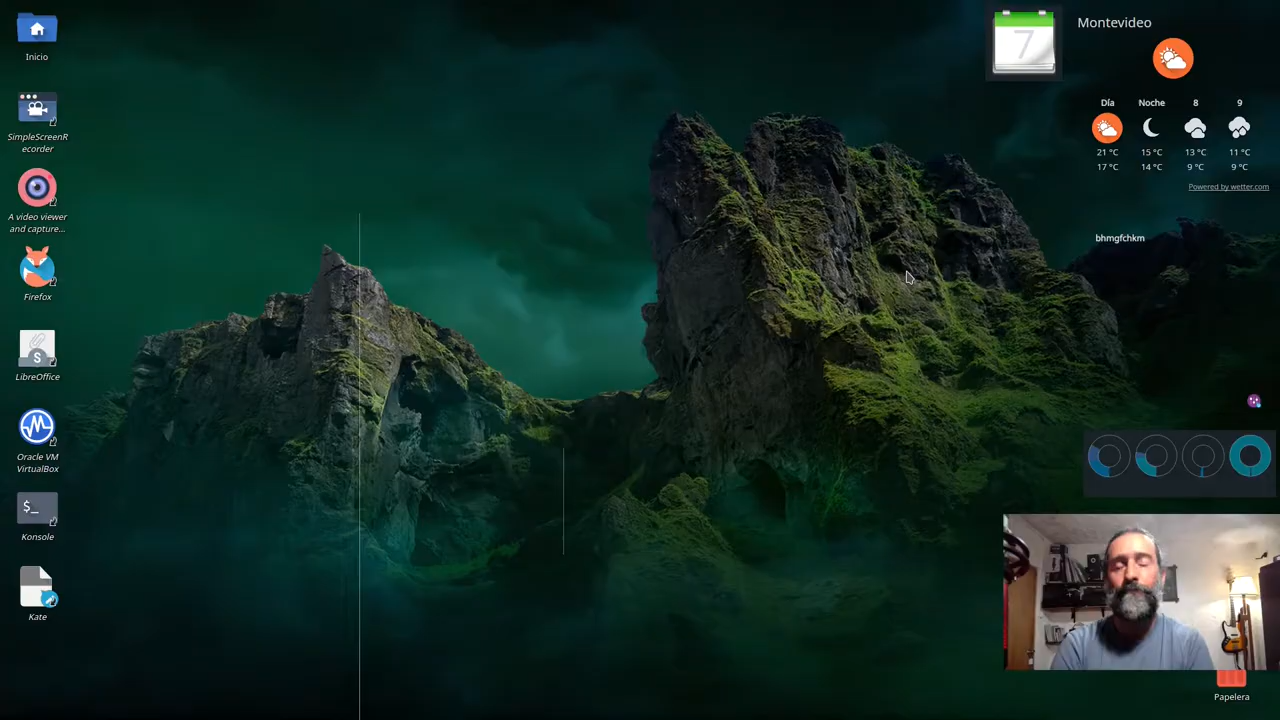 Inicio
SimpleScreenR
ecorder
A video viewer
and capture...
Firefox
S
LibreOffice
Oracle VM
VirtualBox
$_
Konsole
Kate
7
Montevideo
Día Noche 8 9
21 °C 15 °C 13 °C 11 °C
17 °C 14 °C 9 °C 9 °C
Powered by wetter.com
bhmgfchkm
Papelera